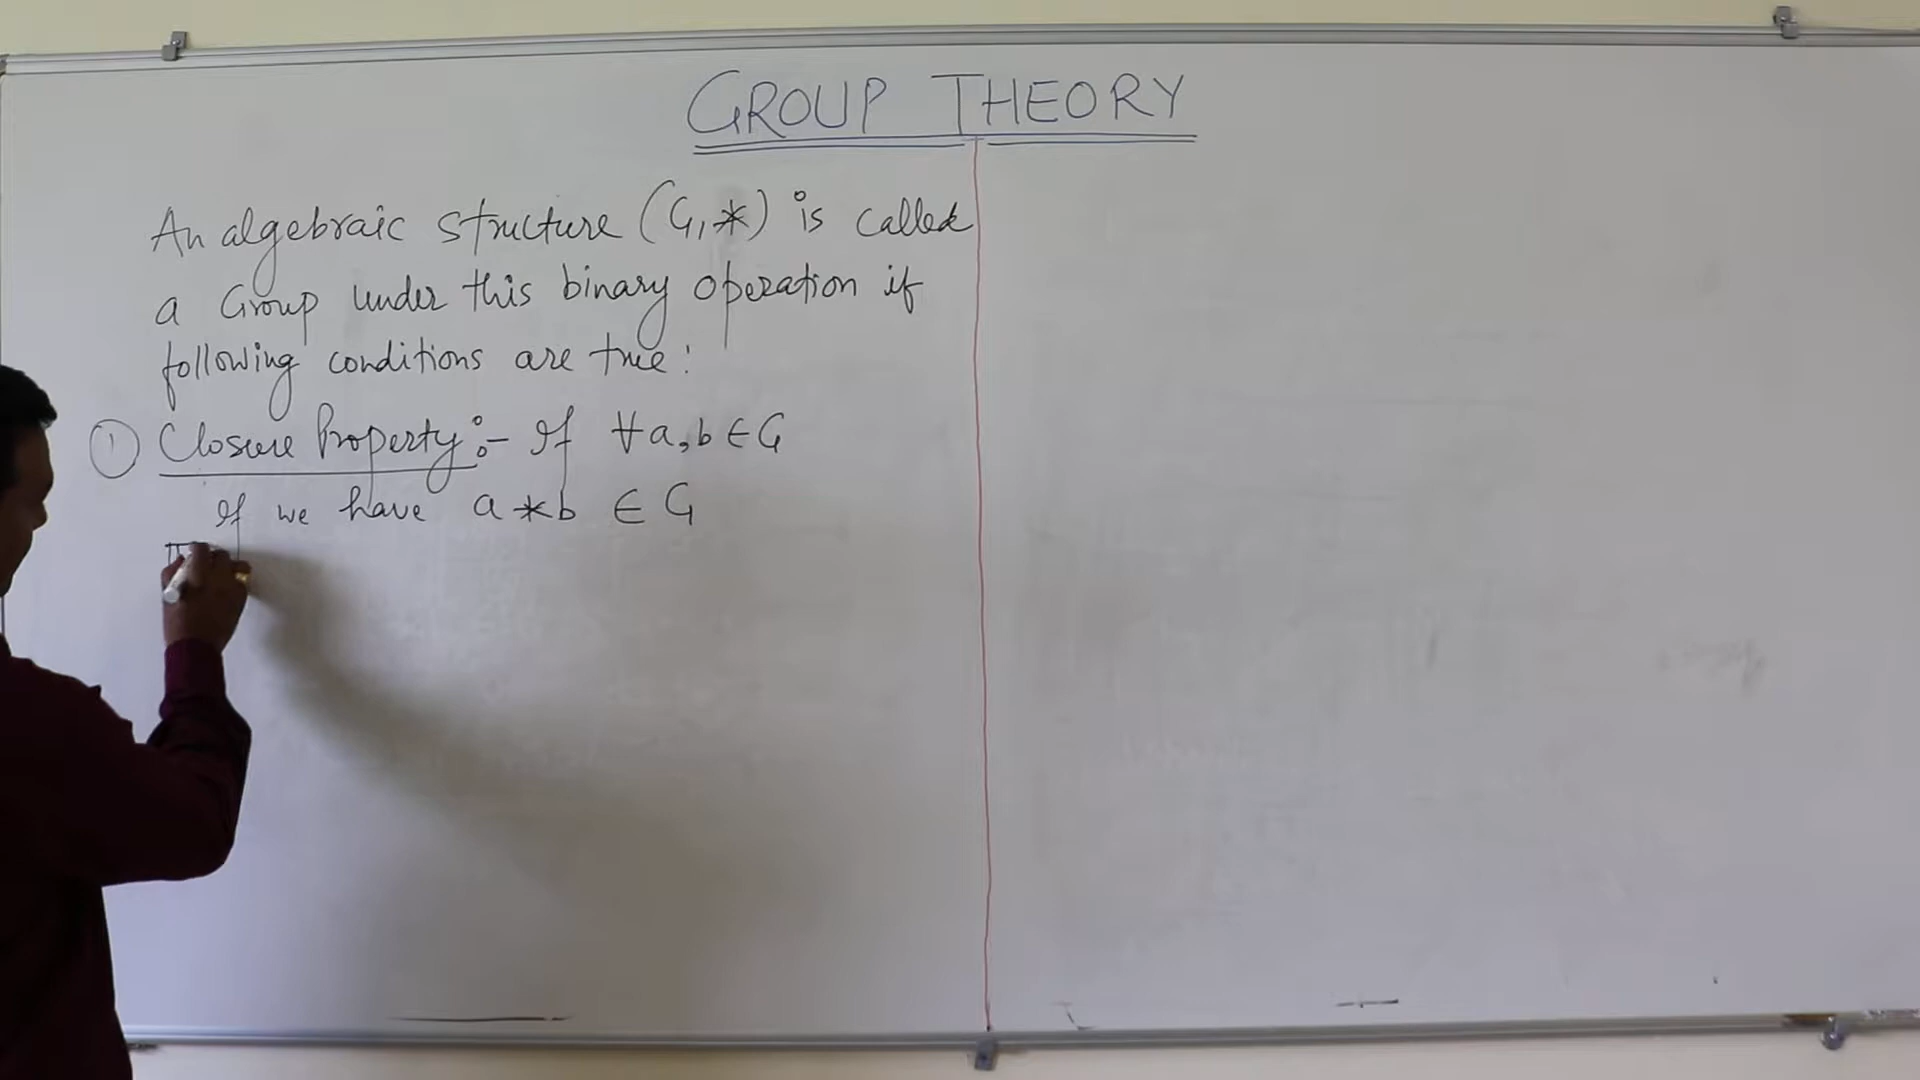 GROUP THEORY
An algebraic structure (G,*) is called
a Group under this binary operation if
following conditions are true:
① Closure Property:- If ∀a,b ∈ G
If we have a*b ∈ G